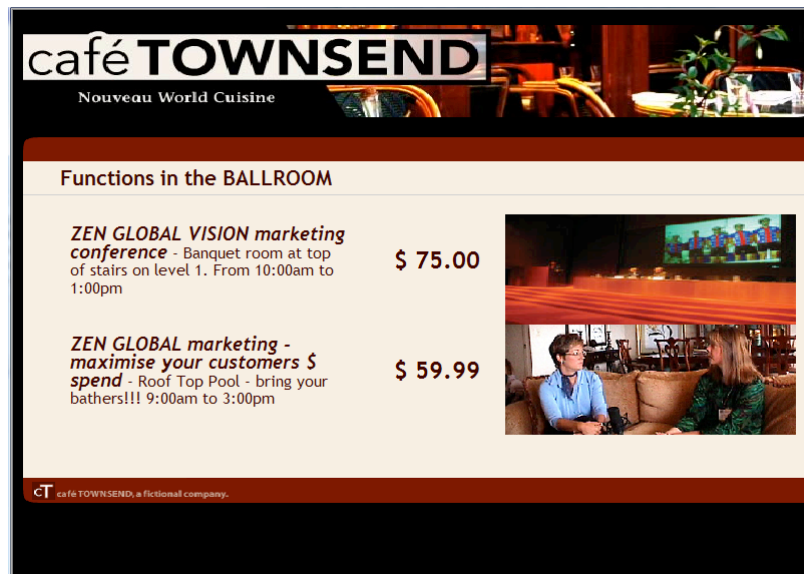 café TOWNSEND
Nouveau World Cuisine
Functions in the BALLROOM
ZEN GLOBAL VISION marketing
conference - Banquet room at top
of stairs on level 1. From 10:00am to
1:00pm
$ 75.00
ZEN GLOBAL marketing -
maximise your customers $
spend - Roof Top Pool - bring your
bathers!!! 9:00am to 3:00pm
$ 59.99
cT café TOWNSEND, a fictional company.